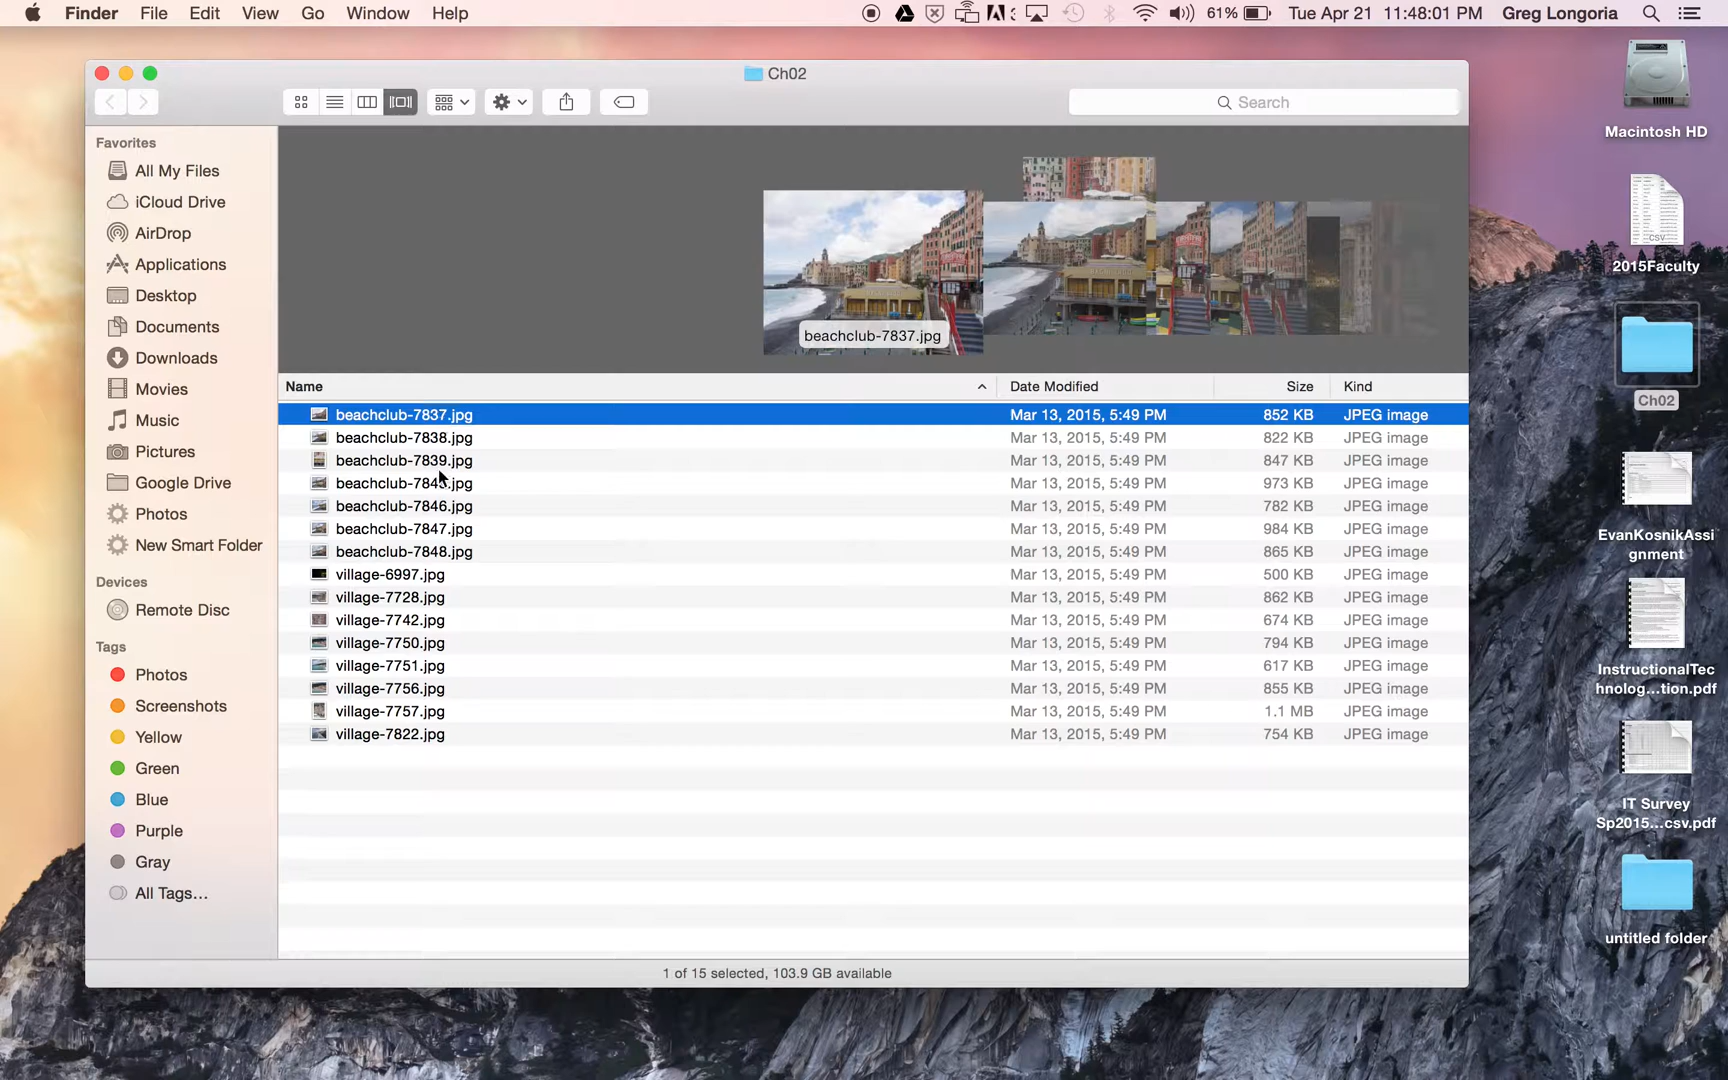 Finder File Edit View Go Window Help 61% Tue Apr 21 11:48:01 PM Greg Longoria
Ch02
Search
Favorites
All My Files
iCloud Drive
AirDrop
Applications
Desktop
Documents
Downloads
Movies
Music
Pictures
Google Drive
Photos
New Smart Folder
Devices
Remote Disc
Tags
Photos
Screenshots
Yellow
Green
Blue
Purple
Gray
All Tags...
beachclub-7837.jpg
Name Date Modified Size Kind
beachclub-7837.jpg Mar 13, 2015, 5:49 PM 852 KB JPEG image
beachclub-7838.jpg Mar 13, 2015, 5:49 PM 822 KB JPEG image
beachclub-7839.jpg Mar 13, 2015, 5:49 PM 847 KB JPEG image
Mar 13, 2015, 5:49 PM 973 KB JPEG image
beachclub-7846.jpg Mar 13, 2015, 5:49 PM 782 KB JPEG image
beachclub-7847.jpg Mar 13, 2015, 5:49 PM 984 KB JPEG image
beachclub-7848.jpg Mar 13, 2015, 5:49 PM 865 KB JPEG image
village-6997.jpg Mar 13, 2015, 5:49 PM 500 KB JPEG image
village-7728.jpg Mar 13, 2015, 5:49 PM 862 KB JPEG image
village-7742.jpg Mar 13, 2015, 5:49 PM 674 KB JPEG image
village-7750.jpg Mar 13, 2015, 5:49 PM 794 KB JPEG image
village-7751.jpg Mar 13, 2015, 5:49 PM 617 KB JPEG image
village-7756.jpg Mar 13, 2015, 5:49 PM 855 KB JPEG image
village-7757.jpg Mar 13, 2015, 5:49 PM 1.1 MB JPEG image
village-7822.jpg Mar 13, 2015, 5:49 PM 754 KB JPEG image
1 of 15 selected, 103.9 GB available
Macintosh HD
CSV
2015Faculty
Ch02
EvanKosnikAssi
gnment
InstructionalTec
hnolog...tion.pdf
IT Survey
Sp2015...csv.pdf
untitled folder